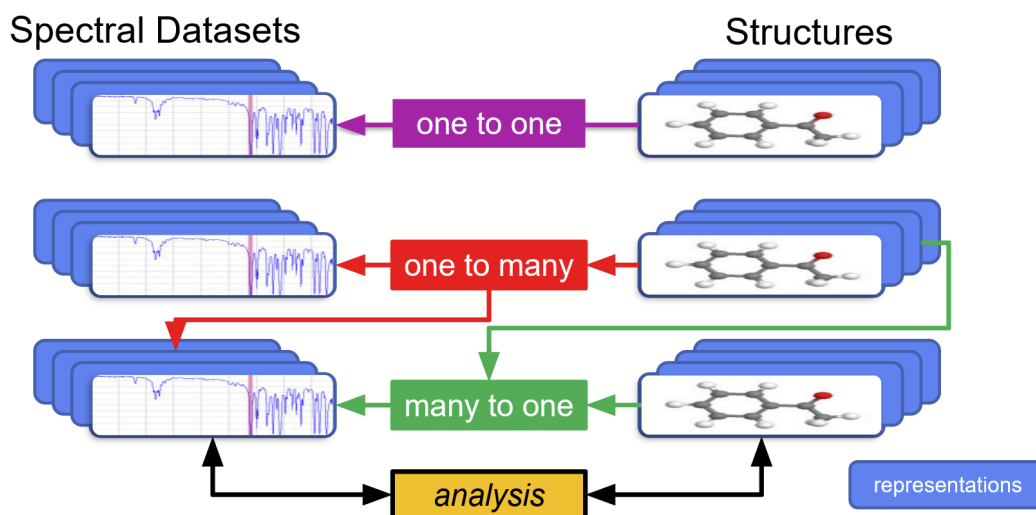 Spectral Datasets
Structures
one to one
one to many
many to one
analysis
representations